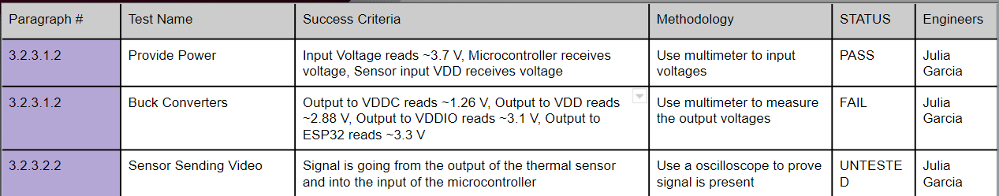 Paragraph # Test Name Success Criteria Methodology STATUS Engineers
3.2.3.1.2 Provide Power Input Voltage reads ~3.7 V, Microcontroller receives Use multimeter to input PASS Julia
voltage, Sensor input VDD receives voltage voltages Garcia
3.2.3.1.2 Buck Converters Output to VDDC reads ~1.26 V, Output to VDD reads Use multimeter to measure FAIL Julia
~2.88 V, Output to VDDIO reads ~3.1 V, Output to the output voltages Garcia
ESP32 reads ~3.3 V
3.2.3.2.2 Sensor Sending Video Signal is going from the output of the thermal sensor Use a oscilloscope to prove UNTESTE Julia
and into the input of the microcontroller signal is present D Garcia